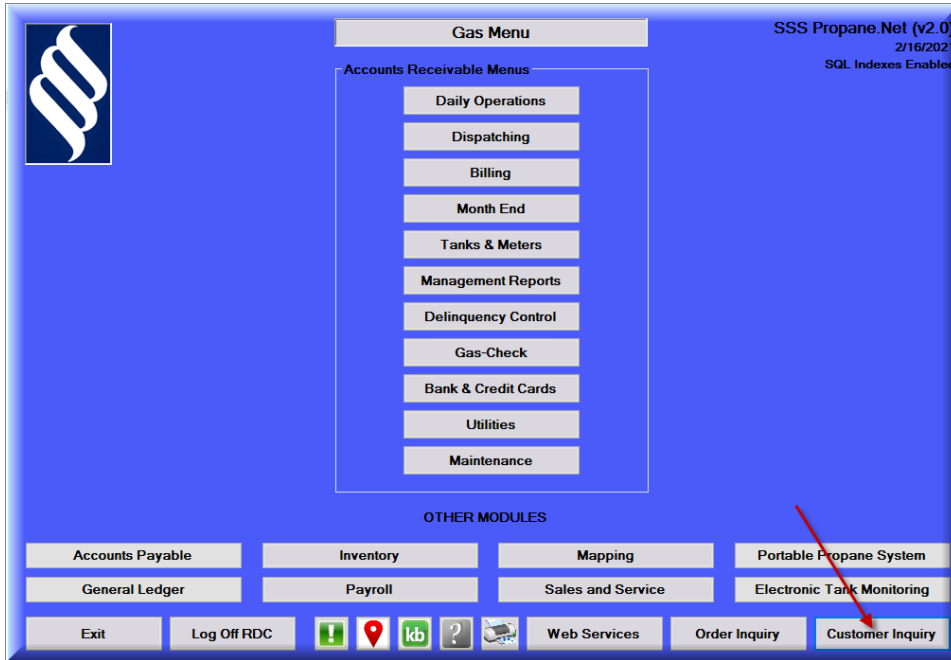 Gas Menu
SSS Propane.Net (v2.0)
2/16/2021
SQL Indexes Enabled
Accounts Receivable Menus
Daily Operations
Dispatching
Billing
Month End
Tanks & Meters
Management Reports
Delinquency Control
Gas-Check
Bank & Credit Cards
Utilities
Maintenance
OTHER MODULES
Accounts Payable Inventory Mapping Portable Propane System
General Ledger Payroll Sales and Service Electronic Tank Monitoring
Exit Log Off RDC ! kb ? Web Services Order Inquiry Customer Inquiry